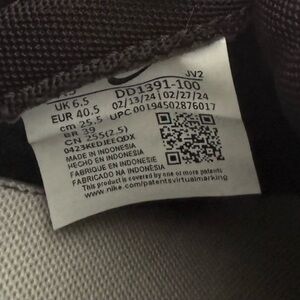 JV2
UK 6.5 DD1391-100
EUR 40.5 02/13/24 02/27/24
cm 25.5 UPC 00194502876017
BR 39
CN 255(2.5)
0423KEDJEEQDX
MADE IN INDONESIA
HECHO EN INDONESIA
FABRIQUE EN INDONESIE
FABRICADO NA INDONESIA
This product is covered by one or more patents
www.nike.com/patentsvirtualmarking